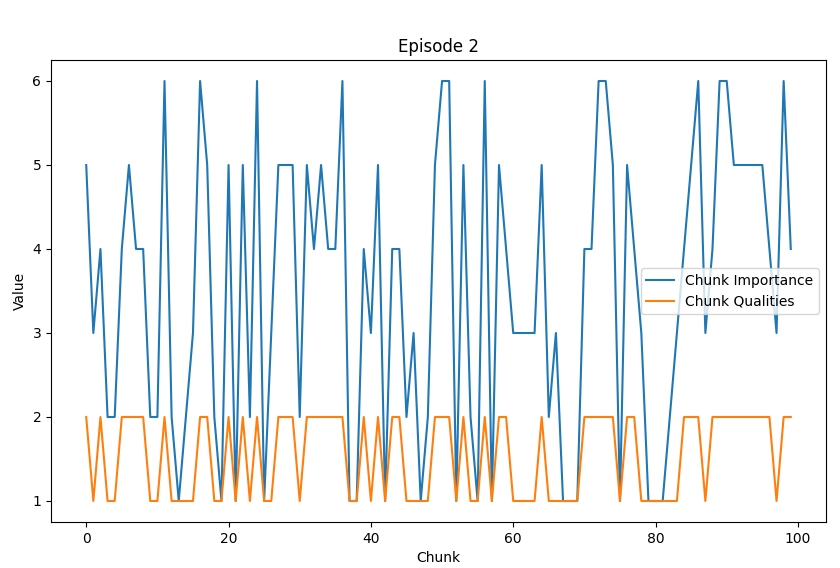 Episode 2
6
5
4
3
2
1
Value
Chunk Importance
Chunk Qualities
0 20 40 60 80 100
Chunk